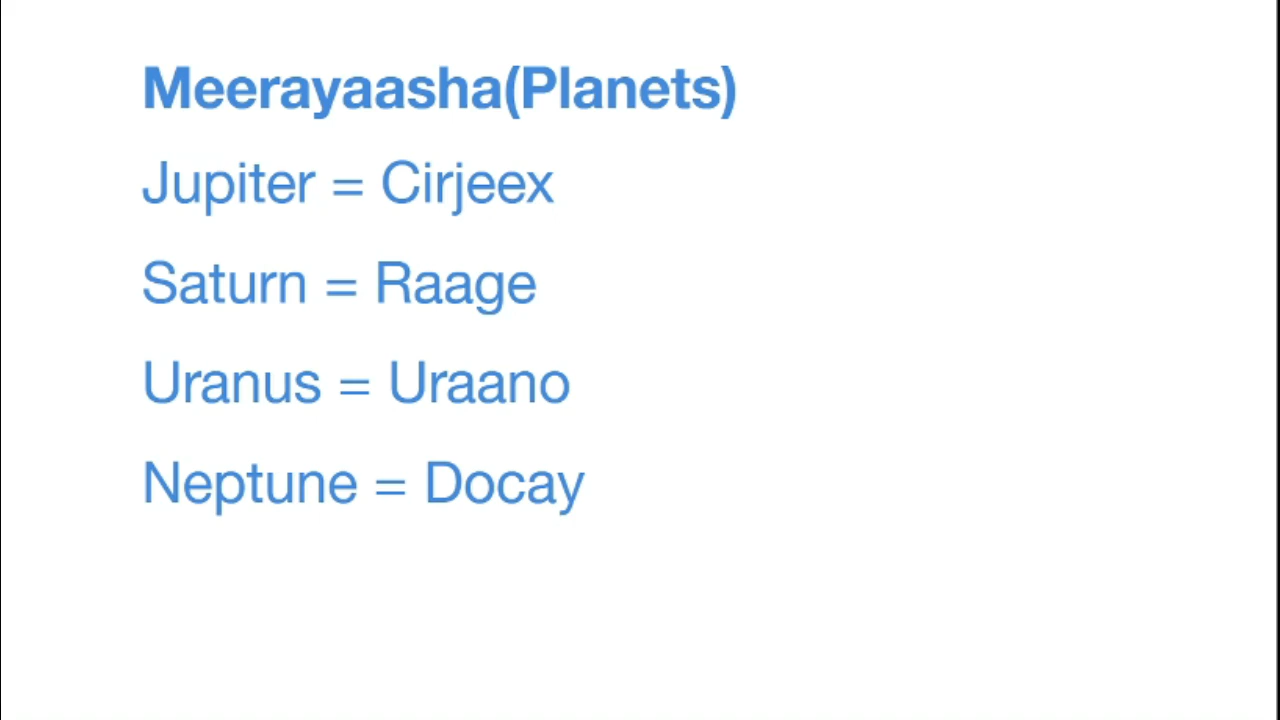 Meerayaasha(Planets)
Jupiter = Cirjeex
Saturn = Raage
Uranus = Uraano
Neptune = Docay